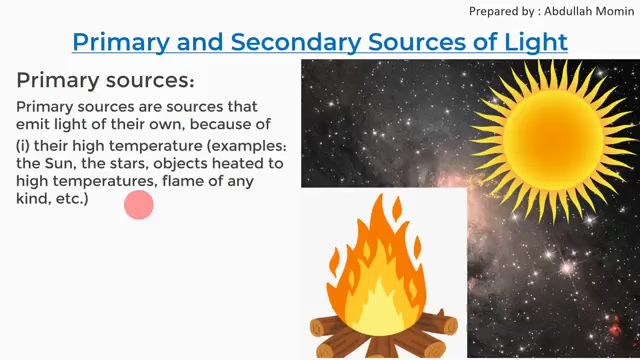 Prepared by : Abdullah Momin
Primary and Secondary Sources of Light
Primary sources:
Primary sources are sources that
emit light of their own, because of
(i) their high temperature (examples:
the Sun, the stars, objects heated to
high temperatures, flame of any
kind, etc.)